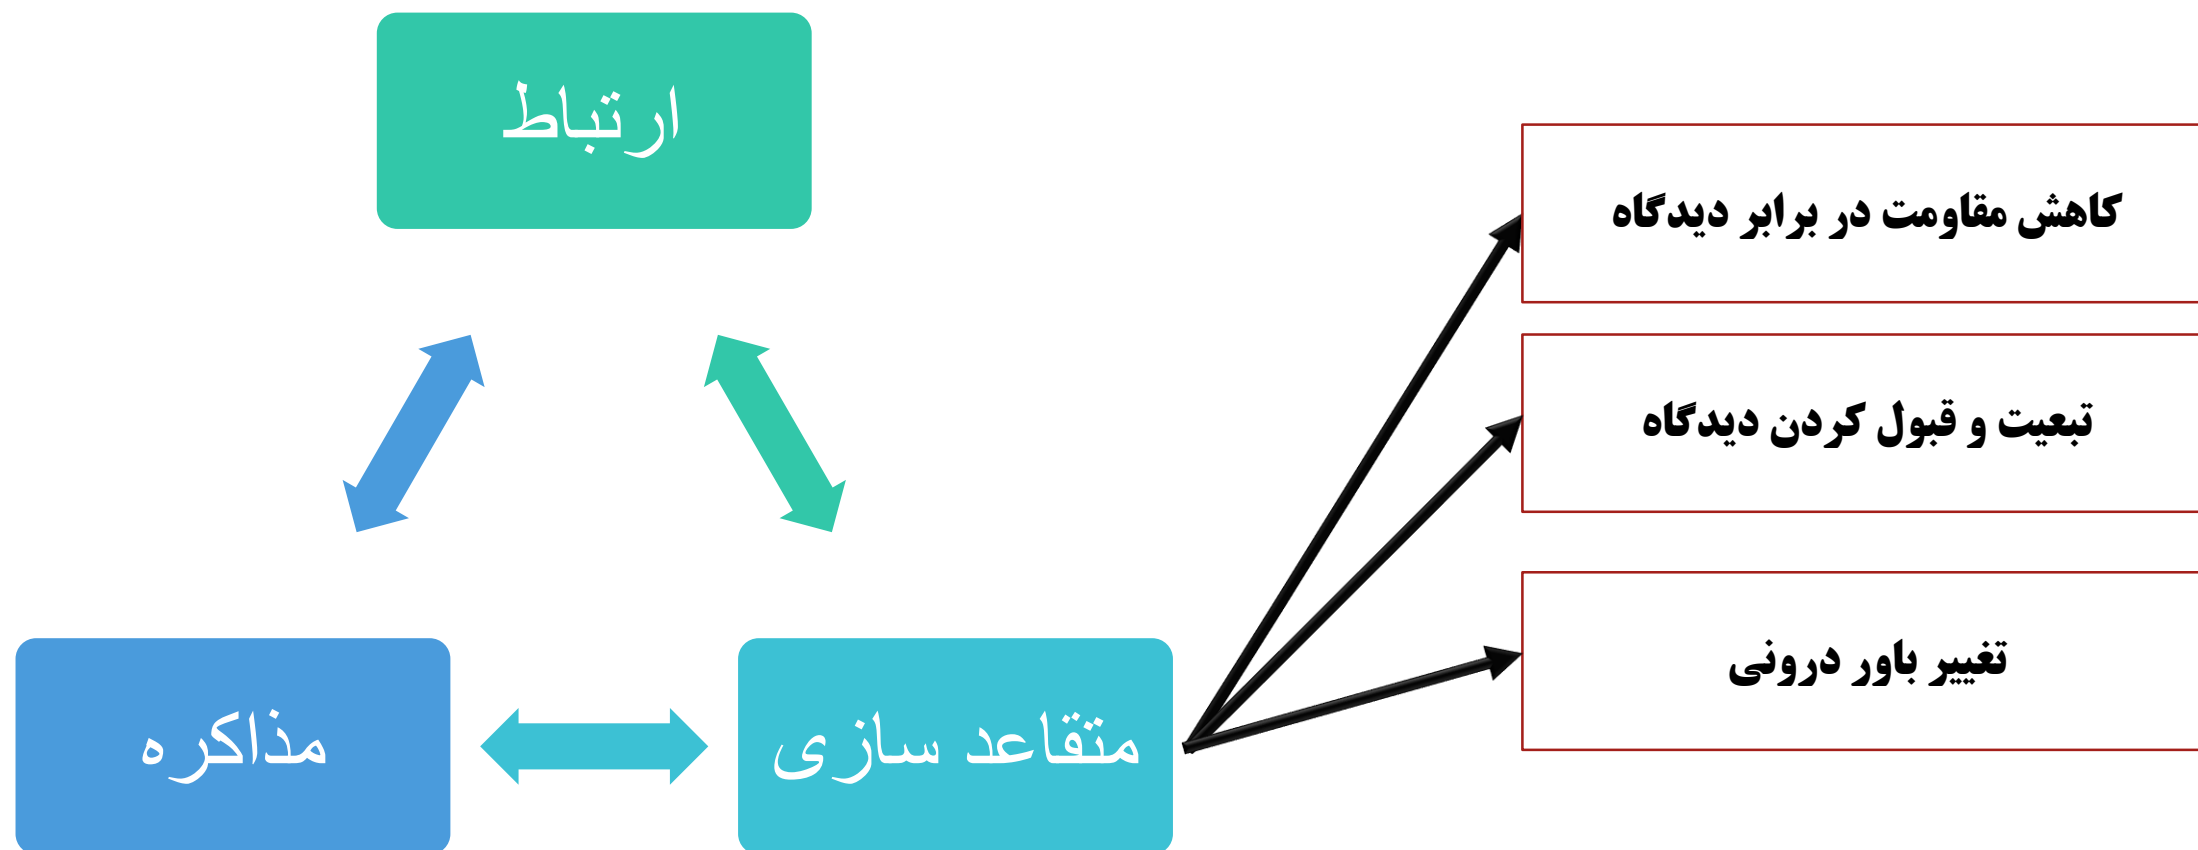 ارتباط
کاهش مقاومت در برابر دیدگاه
تبعیت و قبول کردن دیدگاه
تغییر باور درونی
متقاعد سازی
مذاکره